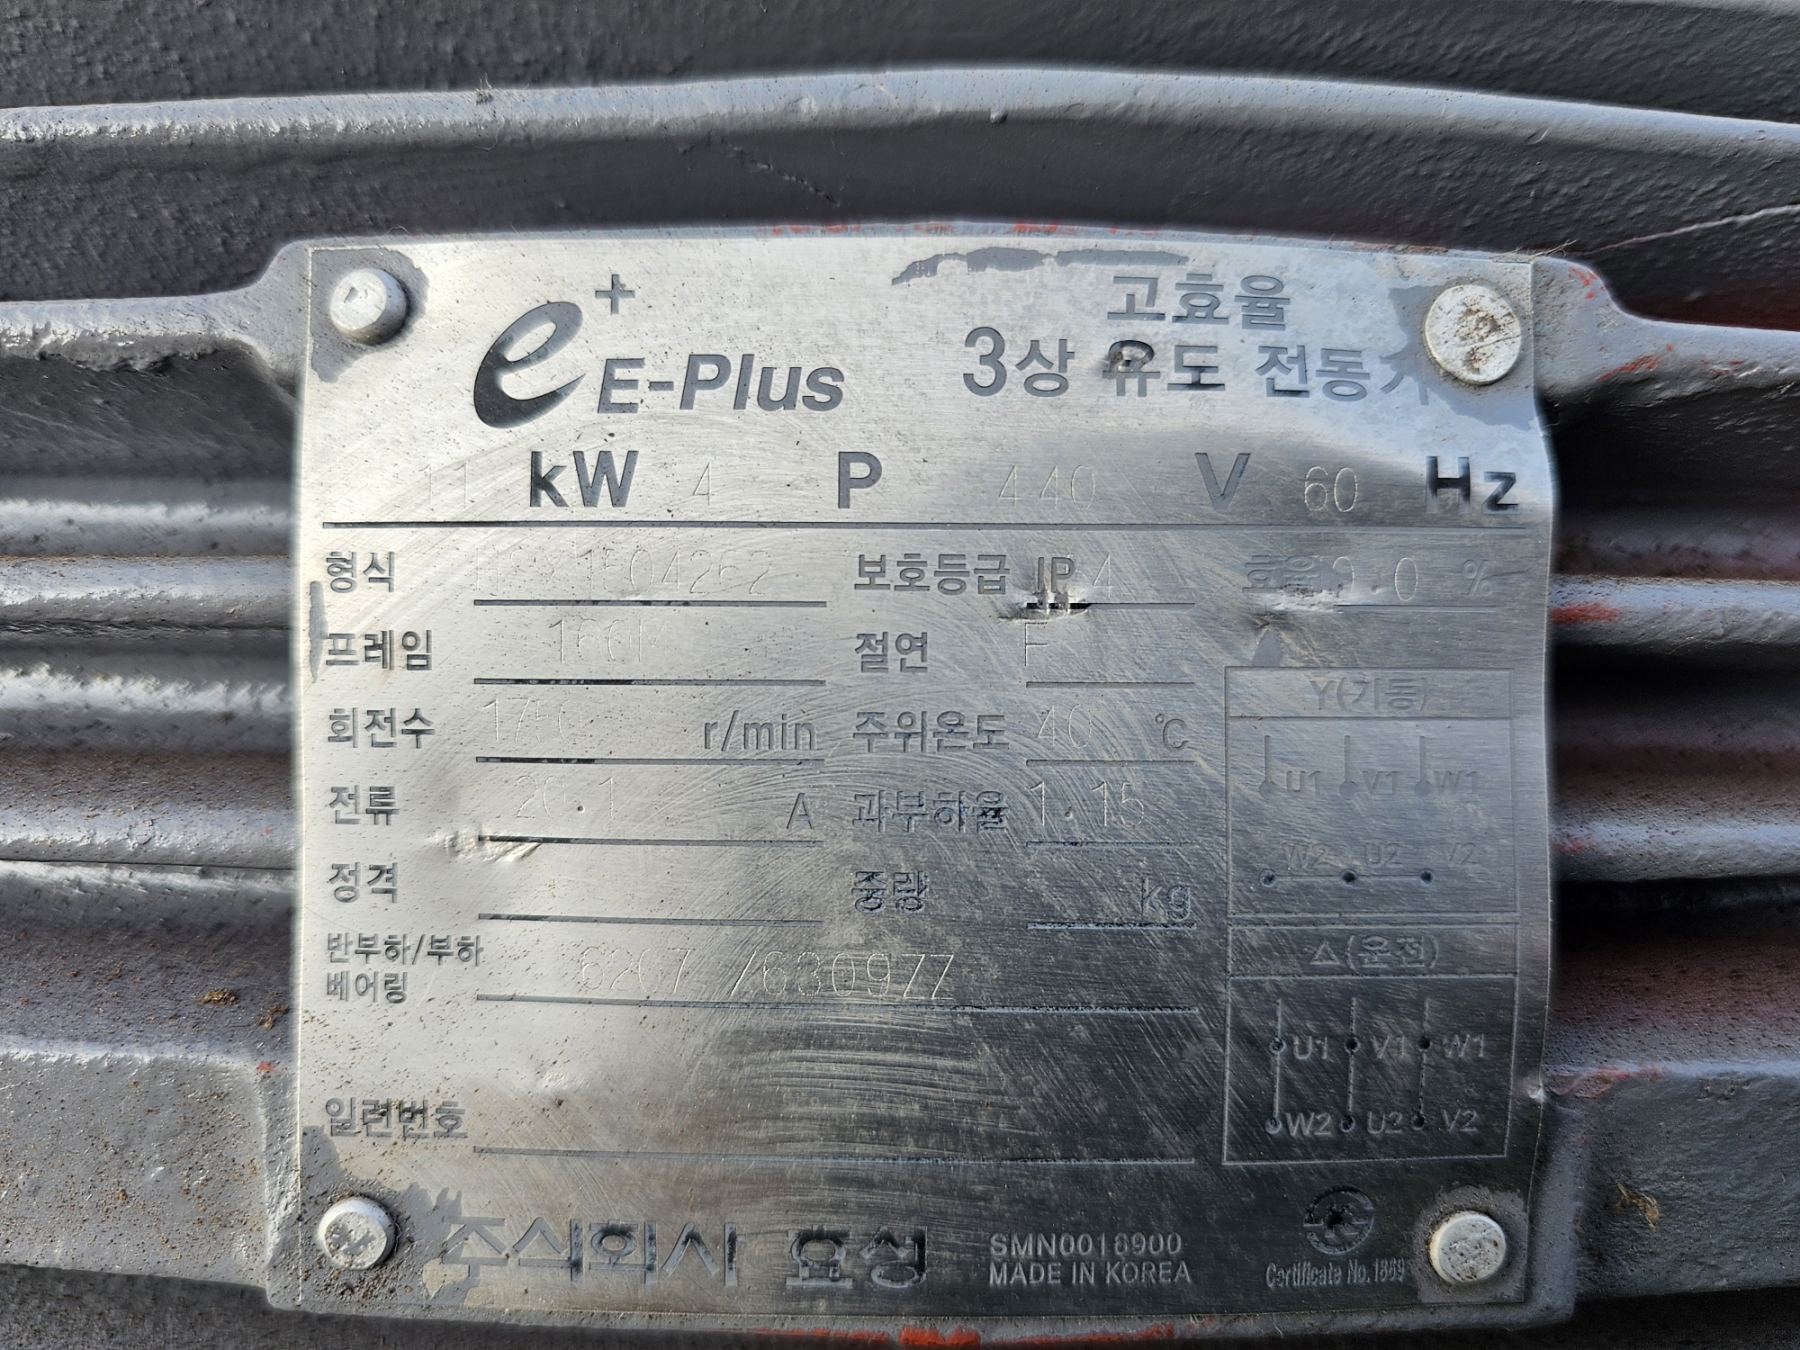 e+ E-Plus
고효율
3상 유도 전동기
11 kW 4 P 440 V 60 Hz
형식 보호등급 효율 %
프레임 160M 절연 F
회전수 r/min 주위온도 40 ℃
전류 A 과부하율 1.15
정격 중량 kg
반부하/부하
베어링 6207 /6309ZZ
일련번호
Y(기동)
U1 V1 W1
W2 U2 V2
△(운전)
U1 V1 W1
W2 U2 V2
주식회사 효성
SMN0018900
MADE IN KOREA
Certificate No.1869